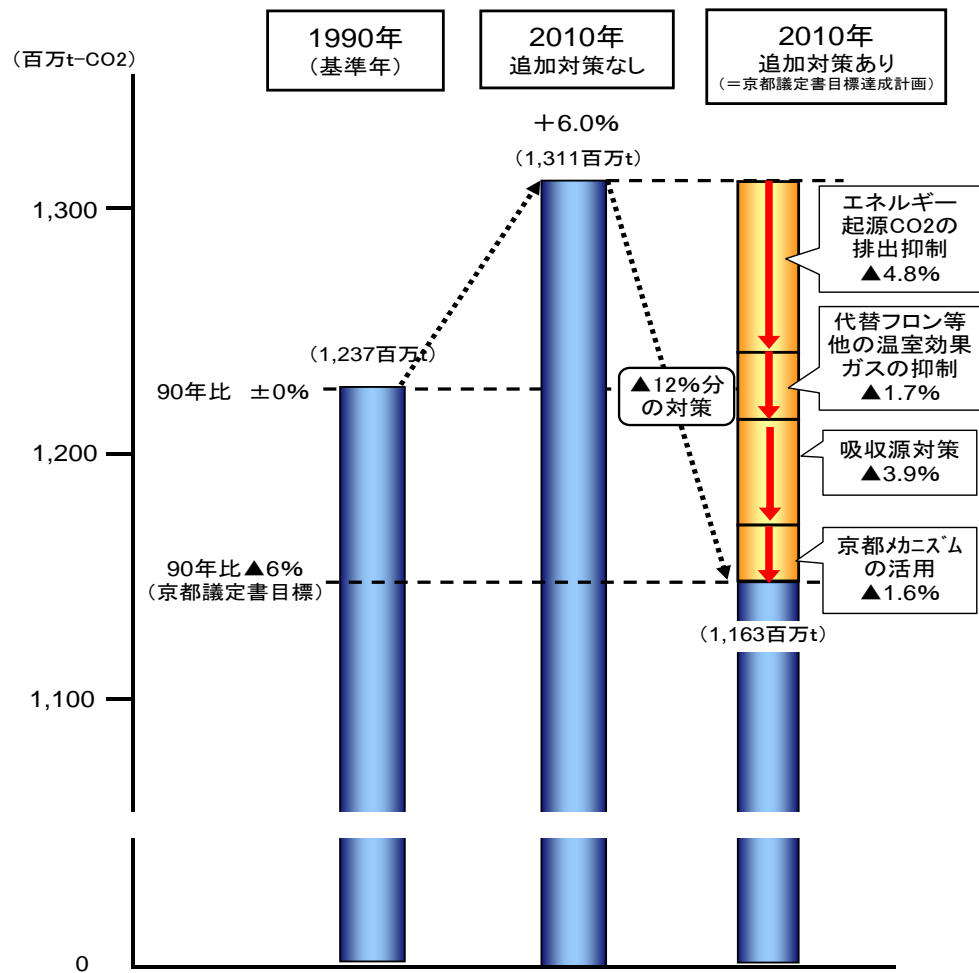 （百万t-CO2）
1990年
（基準年）
2010年
追加対策なし
2010年
追加対策あり
（＝京都議定書目標達成計画）
＋6.0%
（1,311百万t）
1,300
エネルギー
起源CO2の
排出抑制
▲4.8%
代替フロン等
他の温室効果
ガスの抑制
▲1.7%
（1,237百万t）
90年比　±0%
▲12%分
の対策
1,200
吸収源対策
▲3.9%
京都ﾒｶﾆｽﾞﾑ
の活用
▲1.6%
90年比▲6%
（京都議定書目標）
（1,163百万t）
1,100
0